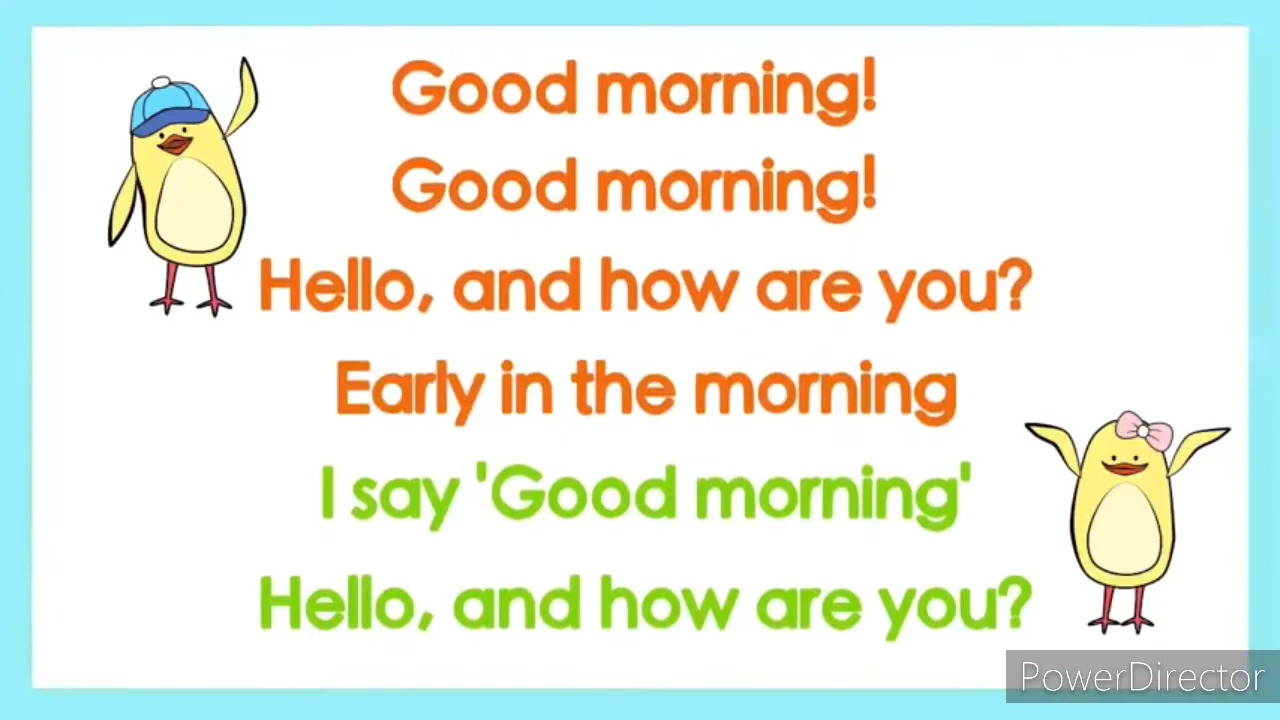 Good morning!
Good morning!
Hello, and how are you?
Early in the morning
I say 'Good morning'
Hello, and how are you?
PowerDirector